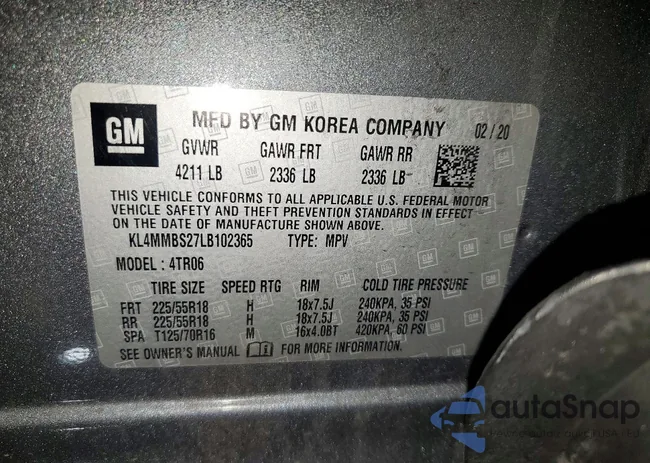 GM
MFD BY GM KOREA COMPANY 02/20
GVWR GAWR FRT GAWR RR
4211 LB 2336 LB 2336 LB
THIS VEHICLE CONFORMS TO ALL APPLICABLE U.S. FEDERAL MOTOR
VEHICLE SAFETY AND THEFT PREVENTION STANDARDS IN EFFECT
ON THE DATE OF MANUFACTURE SHOWN ABOVE.
KL4MMBS27LB102365 TYPE: MPV
MODEL : 4TR06
TIRE SIZE SPEED RTG RIM COLD TIRE PRESSURE
FRT 225/55R18 H 18x7.5J 240KPA, 35 PSI
RR 225/55R18 H 18x7.5J 240KPA, 35 PSI
SPA T125/70R16 M 16x4.0BT 420KPA, 60 PSI
SEE OWNER'S MANUAL FOR MORE INFORMATION.
autaSnap